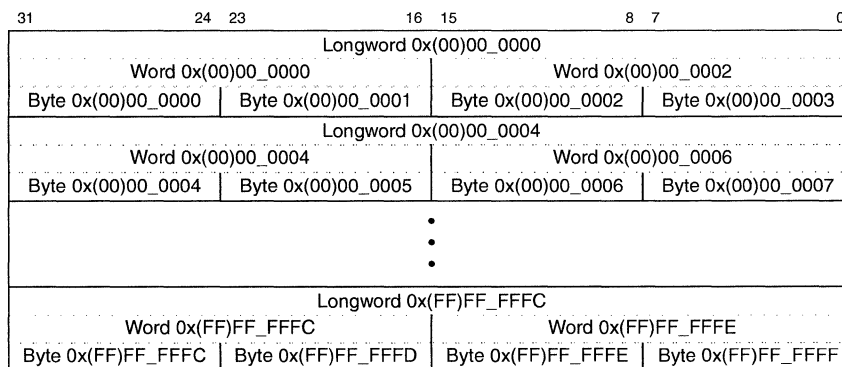 31 24 23 16 15 8 7 0
Longword 0x(00)00_0000
Word 0x(00)00_0000 Word 0x(00)00_0002
Byte 0x(00)00_0000 Byte 0x(00)00_0001 Byte 0x(00)00_0002 Byte 0x(00)00_0003
Longword 0x(00)00_0004
Word 0x(00)00_0004 Word 0x(00)00_0006
Byte 0x(00)00_0004 Byte 0x(00)00_0005 Byte 0x(00)00_0006 Byte 0x(00)00_0007
Longword 0x(FF)FF_FFFC
Word 0x(FF)FF_FFFC Word 0x(FF)FF_FFFE
Byte 0x(FF)FF_FFFC Byte 0x(FF)FF_FFFD Byte 0x(FF)FF_FFFE Byte 0x(FF)FF_FFFF